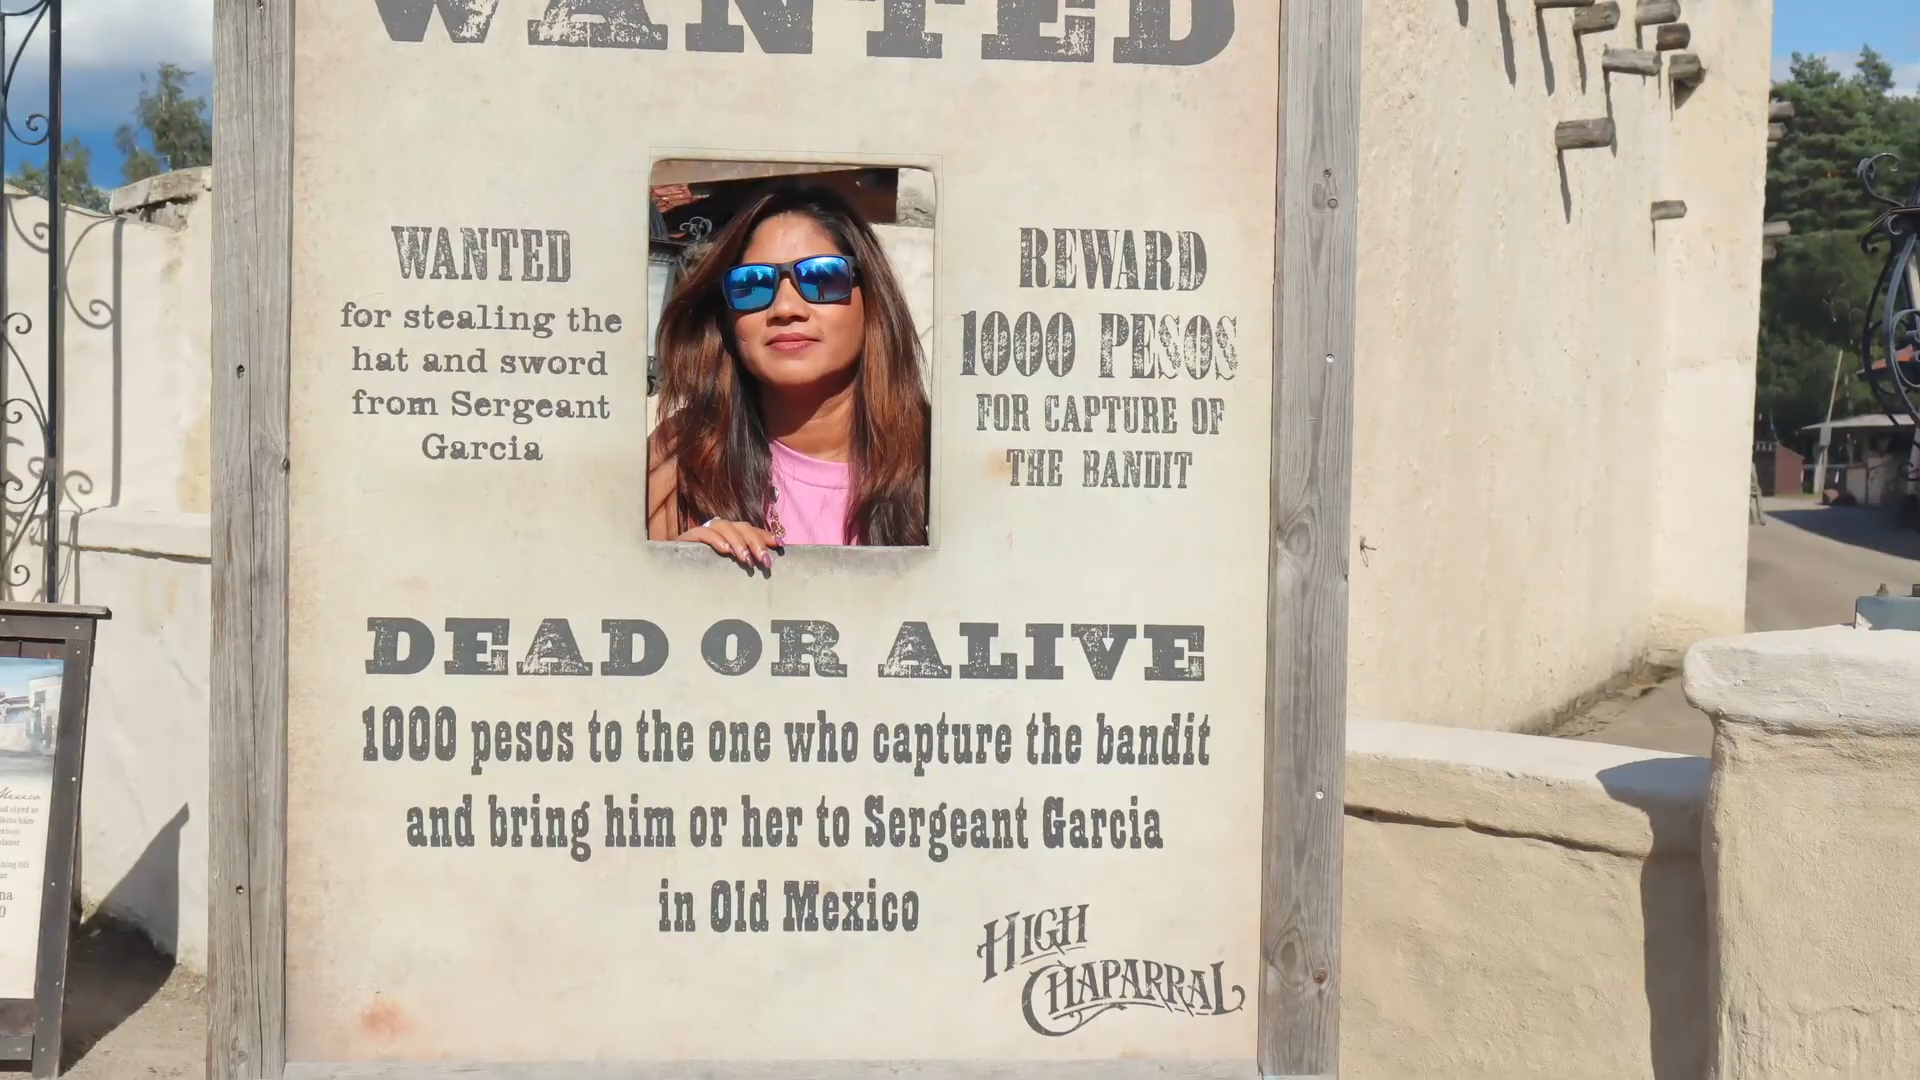 WANTED
WANTED
for stealing the
hat and sword
from Sergeant
Garcia
REWARD
1000 PESOS
FOR CAPTURE OF
THE BANDIT
DEAD OR ALIVE
1000 pesos to the one who capture the bandit
and bring him or her to Sergeant Garcia
in Old Mexico
HIGH
CHAPARRAL
Mexico